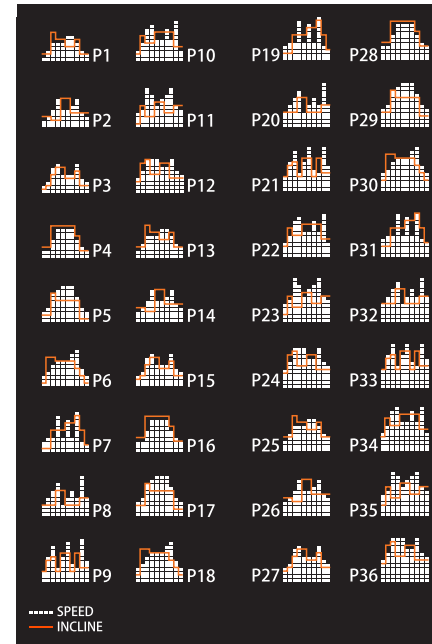 P1 P10 P19 P28
P2 P11 P20 P29
P3 P12 P21 P30
P4 P13 P22 P31
P5 P14 P23 P32
P6 P15 P24 P33
P7 P16 P25 P34
P8 P17 P26 P35
P9 P18 P27 P36
SPEED
INCLINE